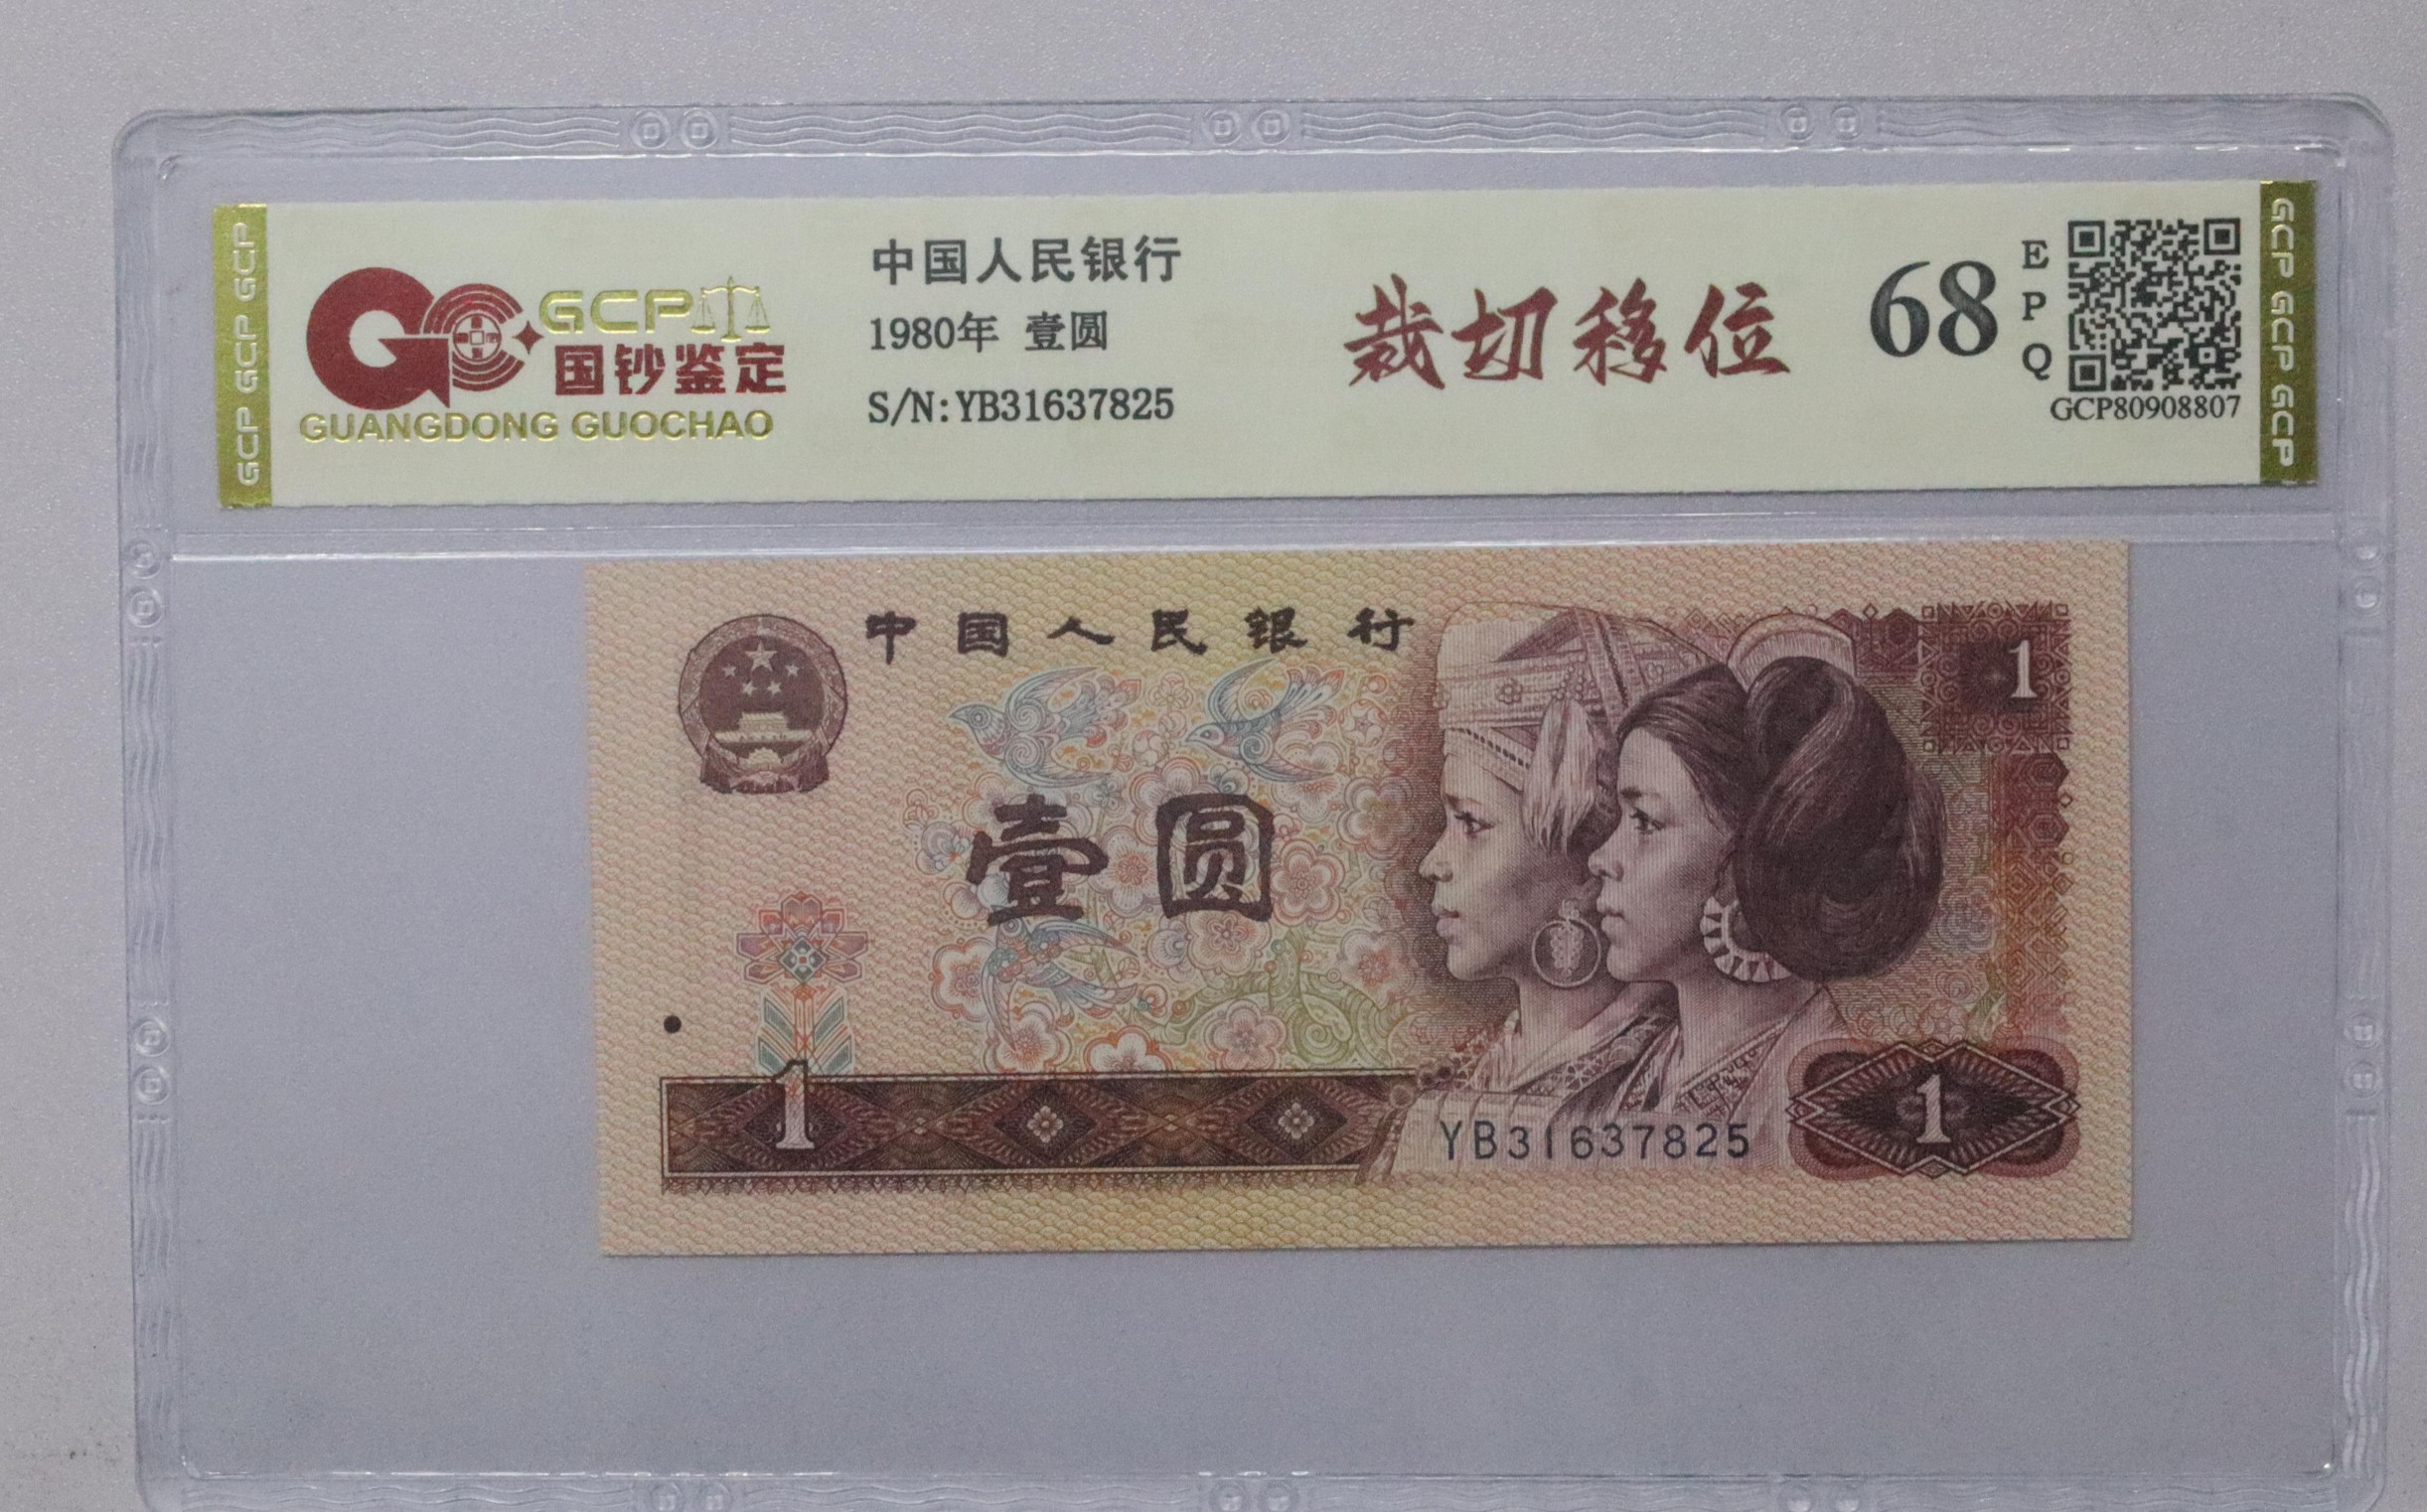 GCP GCP GCP
GCP
国钞鉴定
GUANGDONG GUOCHAO
中国人民银行
1980年 壹圆
S/N:YB31637825
裁切移位
68
E
P
Q
GCP80908807
GCP GCP GCP
中国人民银行
1
壹圆
1
YB31637825
1